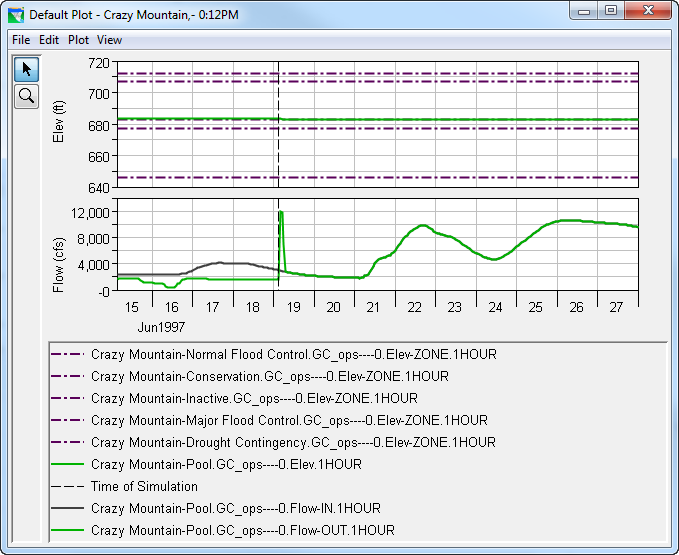 Default Plot - Crazy Mountain,- 0:12PM
File Edit Plot View
Elev (ft)
720
700
680
660
640
Flow (cfs)
12,000
8,000
4,000
-0
15 16 17 18 19 20 21 22 23 24 25 26 27
Jun1997
Crazy Mountain-Normal Flood Control.GC_ops----0.Elev-ZONE.1HOUR
Crazy Mountain-Conservation.GC_ops----0.Elev-ZONE.1HOUR
Crazy Mountain-Inactive.GC_ops----0.Elev-ZONE.1HOUR
Crazy Mountain-Major Flood Control.GC_ops----0.Elev-ZONE.1HOUR
Crazy Mountain-Drought Contingency.GC_ops----0.Elev-ZONE.1HOUR
Crazy Mountain-Pool.GC_ops----0.Elev.1HOUR
Time of Simulation
Crazy Mountain-Pool.GC_ops----0.Flow-IN.1HOUR
Crazy Mountain-Pool.GC_ops----0.Flow-OUT.1HOUR